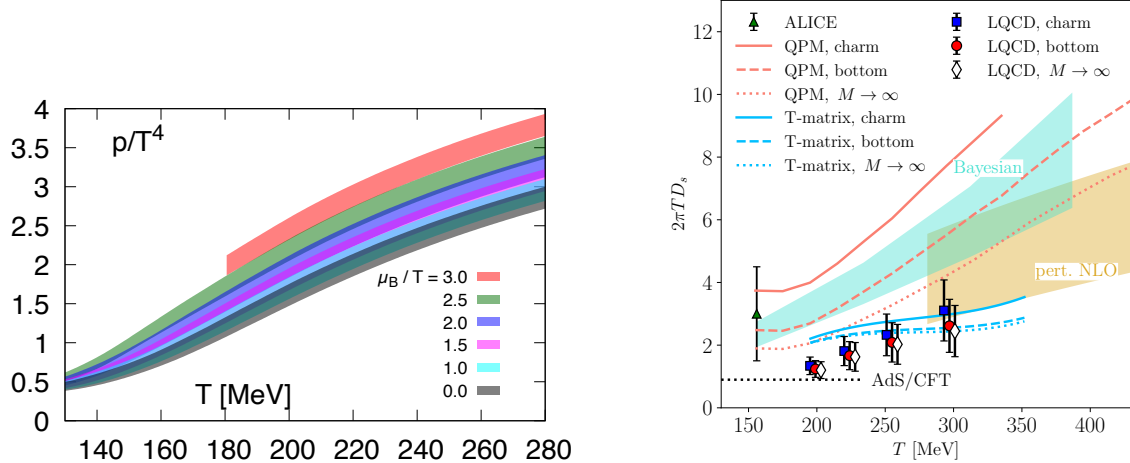 4
3.5
3
2.5
2
1.5
1
0.5
0
p/T⁴
μ_B / T = 3.0
2.5
2.0
1.5
1.0
0.0
T [MeV]
140 160 180 200 220 240 260 280
12
10
8
6
4
2
0
2πTD_s
ALICE
QPM, charm
QPM, bottom
QPM, M → ∞
T-matrix, charm
T-matrix, bottom
T-matrix, M → ∞
LQCD, charm
LQCD, bottom
LQCD, M → ∞
Bayesian
pert. NLO
AdS/CFT
150 200 250 300 350 400
T [MeV]